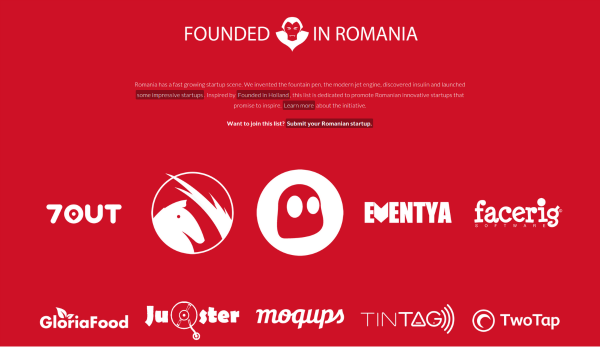 FOUNDED IN ROMANIA
Romania has a fast growing startup scene. We invented the fountain pen, the modern jet engine, discovered insulin and launched
some impressive startups. Inspired by Founded in Holland, this list is dedicated to promote Romanian innovative startups that
promise to inspire. Learn more about the initiative.
Want to join this list? Submit your Romanian startup.
7OUT
EVENTYA
facerig®
SOFTWARE
GloriaFood
Jukster
moqups
TINTAG
TwoTap